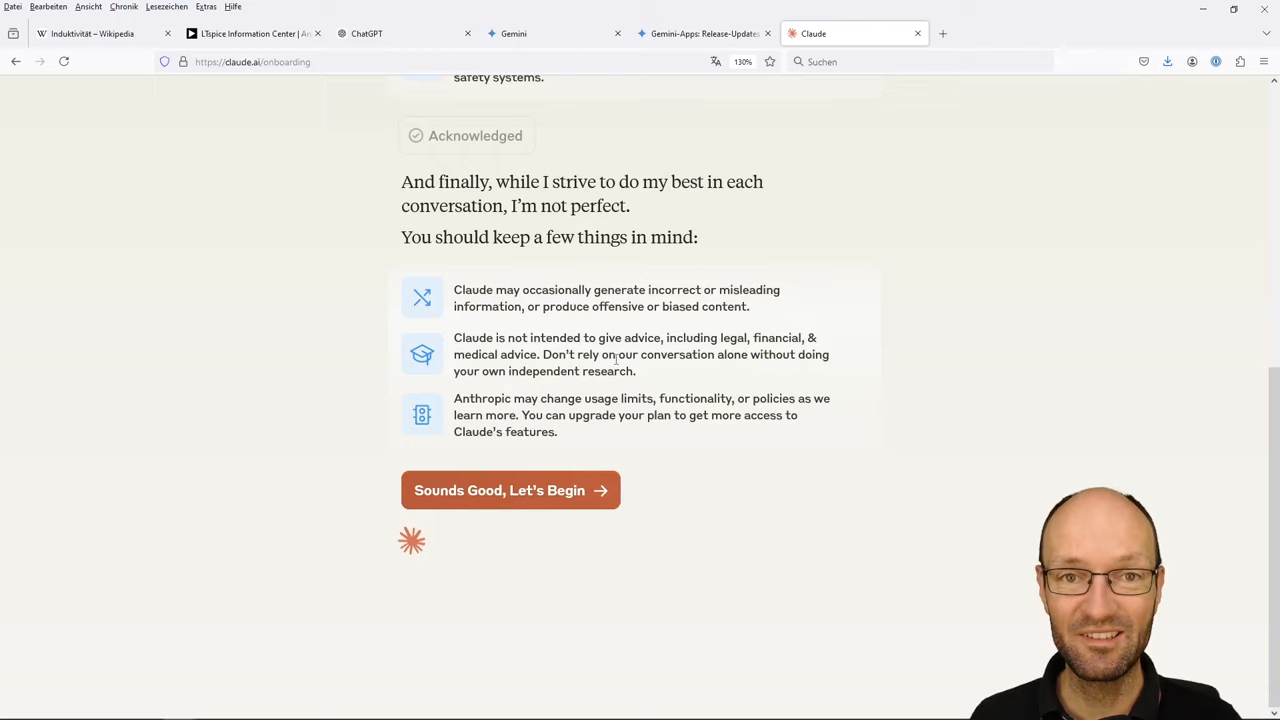 Datei Bearbeiten Ansicht Chronik Lesezeichen Extras Hilfe
Induktivität – Wikipedia
LTspice Information Center | An
ChatGPT
Gemini
Gemini-Apps: Release-Updates
Claude
https://claude.ai/onboarding
130%
Suchen
safety systems.
Acknowledged
And finally, while I strive to do my best in each
conversation, I’m not perfect.
You should keep a few things in mind:
Claude may occasionally generate incorrect or misleading
information, or produce offensive or biased content.
Claude is not intended to give advice, including legal, financial, &
medical advice. Don’t rely on our conversation alone without doing
your own independent research.
Anthropic may change usage limits, functionality, or policies as we
learn more. You can upgrade your plan to get more access to
Claude’s features.
Sounds Good, Let’s Begin